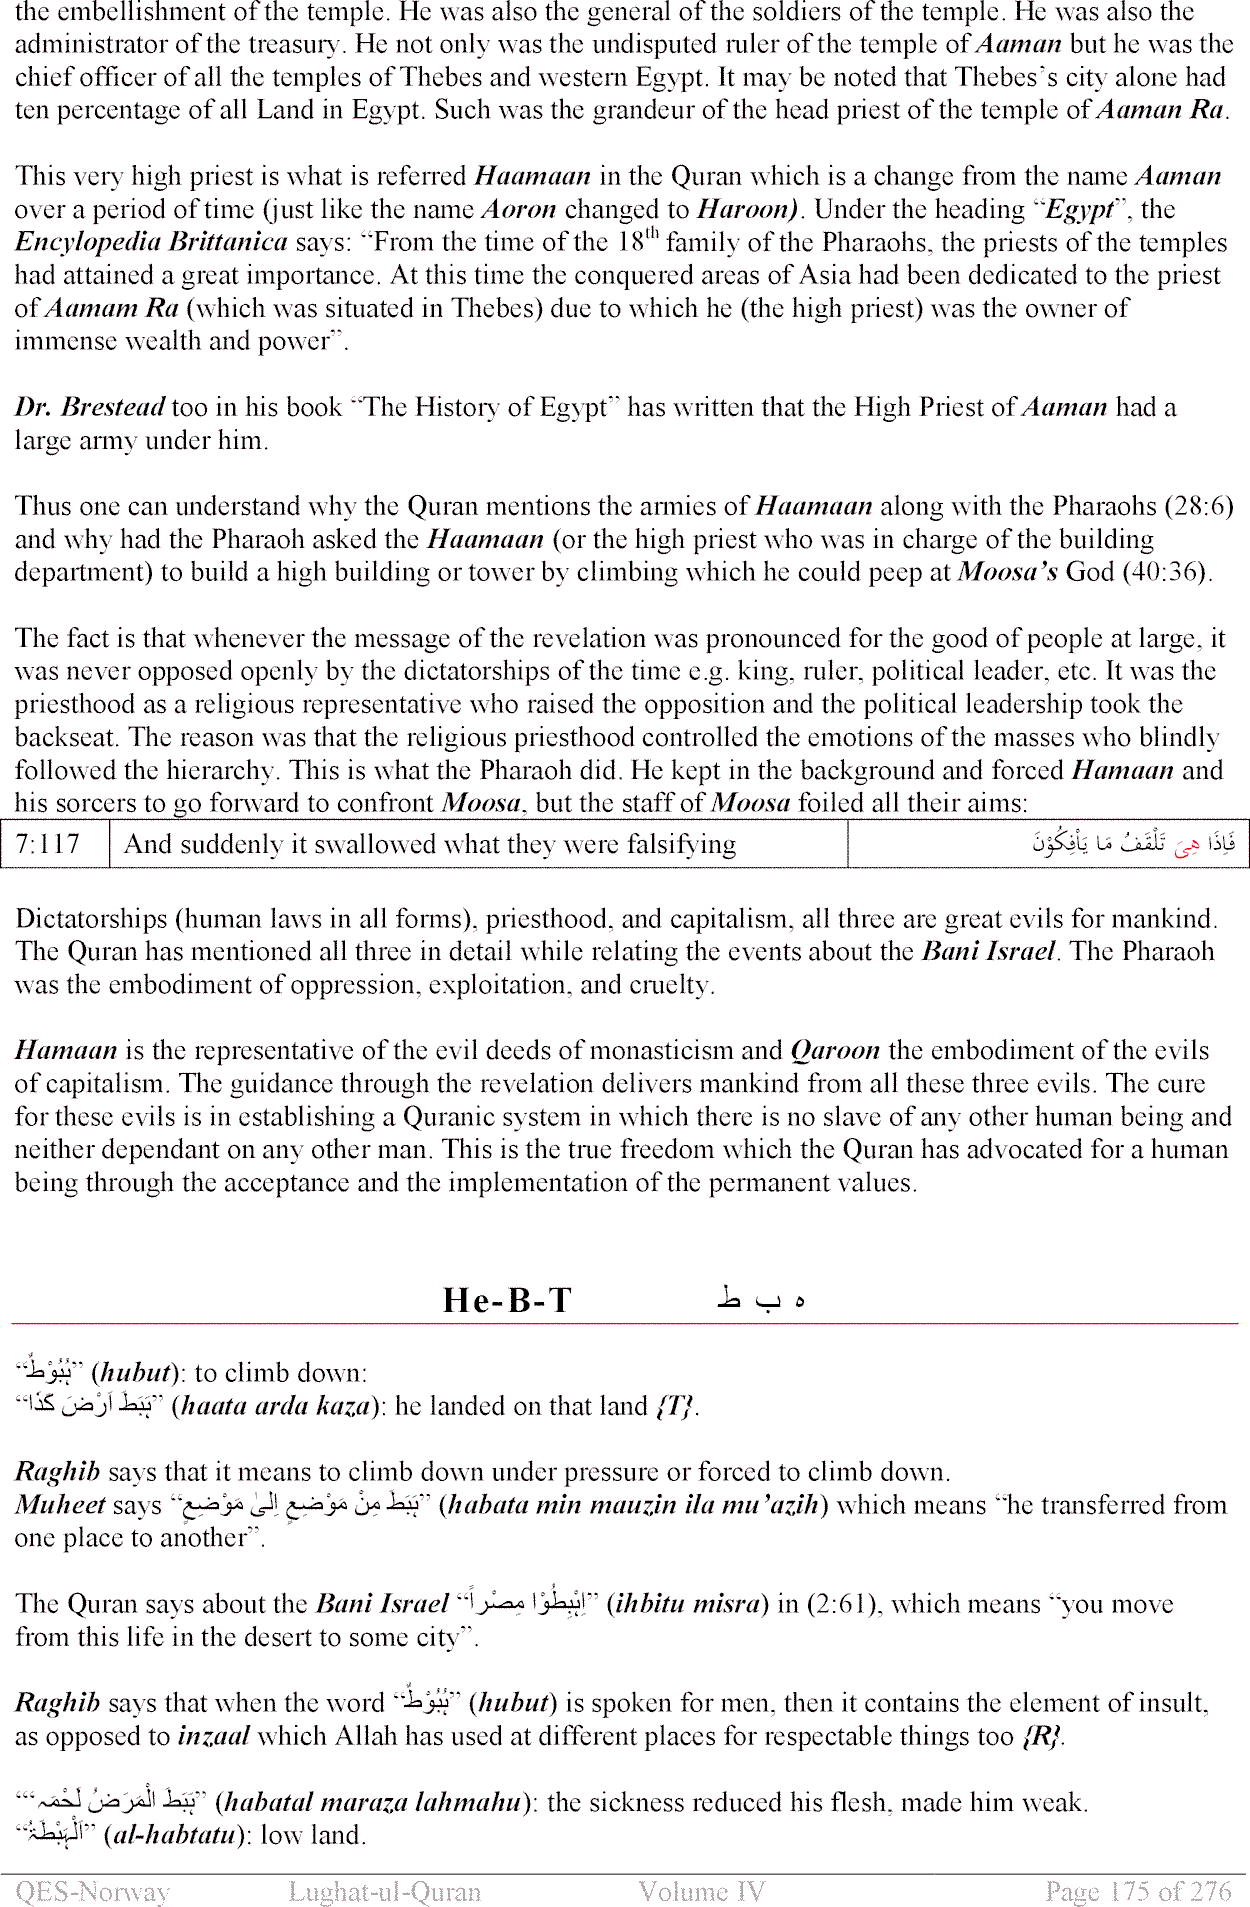 the embellishment of the temple. He was also the general of the soldiers of the temple. He was also the
administrator of the treasury. He not only was the undisputed ruler of the temple of Aaman but he was the
chief officer of all the temples of Thebes and western Egypt. It may be noted that Thebes's city alone had
ten percentage of all Land in Egypt. Such was the grandeur of the head priest of the temple of Aaman Ra.
This very high priest is what is referred Haamaan in the Quran which is a change from the name Aaman
over a period of time (just like the name Aoron changed to Haroon). Under the heading “Egypt”, the
Encylopedia Brittanica says: “From the time of the 18th family of the Pharaohs, the priests of the temples
had attained a great importance. At this time the conquered areas of Asia had been dedicated to the priest
of Aamam Ra (which was situated in Thebes) due to which he (the high priest) was the owner of
immense wealth and power”.
Dr. Brestead too in his book “The History of Egypt” has written that the High Priest of Aaman had a
large army under him.
Thus one can understand why the Quran mentions the armies of Haamaan along with the Pharaohs (28:6)
and why had the Pharaoh asked the Haamaan (or the high priest who was in charge of the building
department) to build a high building or tower by climbing which he could peep at Moosa’s God (40:36).
The fact is that whenever the message of the revelation was pronounced for the good of people at large, it
was never opposed openly by the dictatorships of the time e.g. king, ruler, political leader, etc. It was the
priesthood as a religious representative who raised the opposition and the political leadership took the
backseat. The reason was that the religious priesthood controlled the emotions of the masses who blindly
followed the hierarchy. This is what the Pharaoh did. He kept in the background and forced Hamaan and
his sorcers to go forward to confront Moosa, but the staff of Moosa foiled all their aims:
7:117 And suddenly it swallowed what they were falsifying فَاِذَا هِىَ تَلْقَفُ مَا يَأْفِكُوْنَ
Dictatorships (human laws in all forms), priesthood, and capitalism, all three are great evils for mankind.
The Quran has mentioned all three in detail while relating the events about the Bani Israel. The Pharaoh
was the embodiment of oppression, exploitation, and cruelty.
Hamaan is the representative of the evil deeds of monasticism and Qaroon the embodiment of the evils
of capitalism. The guidance through the revelation delivers mankind from all these three evils. The cure
for these evils is in establishing a Quranic system in which there is no slave of any other human being and
neither dependant on any other man. This is the true freedom which the Quran has advocated for a human
being through the acceptance and the implementation of the permanent values.
He-B-T ه ب ط
“ہُبُوْطٌ” (hubut): to climb down:
“ہَبَطَ اَرْضَ کَذَا” (haata arda kaza): he landed on that land {T}.
Raghib says that it means to climb down under pressure or forced to climb down.
Muheet says “ہَبَطَ مِنْ مَوْضِعٍ اِلیٰ مَوْضِعٍ” (habata min mauzin ila mu’azih) which means “he transferred from
one place to another”.
The Quran says about the Bani Israel “اِہْبِطُوْا مِصْراً” (ihbitu misra) in (2:61), which means “you move
from this life in the desert to some city”.
Raghib says that when the word “ہُبُوْطٌ” (hubut) is spoken for men, then it contains the element of insult,
as opposed to inzaal which Allah has used at different places for respectable things too {R}.
““ہَبَطَ الْمَرَضُ لَحْمَہ” (habatal maraza lahmahu): the sickness reduced his flesh, made him weak.
“اَلْہَبْطَۃُ” (al-habtatu): low land.
QES-Norway Lughat-ul-Quran Volume IV Page 175 of 276